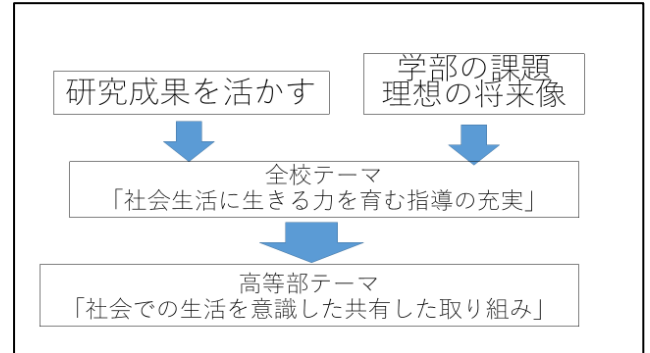 研究成果を活かす
学部の課題
理想の将来像
全校テーマ
「社会生活に生きる力を育む指導の充実」
高等部テーマ
「社会での生活を意識した共有した取り組み」